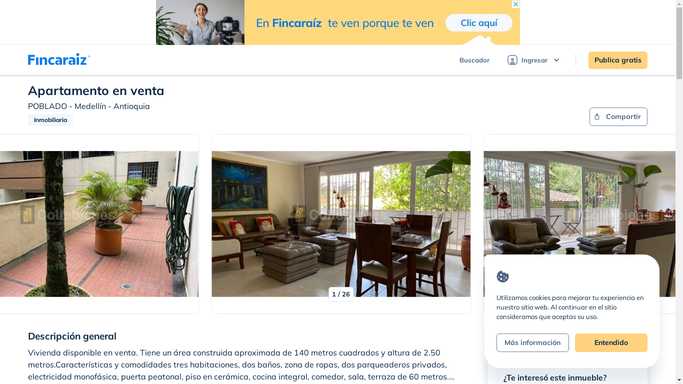 En Fincaraíz te ven porque te ven
Clic aquí
Fincaraiz
Buscador
Ingresar
Publica gratis
Apartamento en venta
POBLADO - Medellín - Antioquia
Inmobiliaria
Compartir
1 / 26
Descripción general
Vivienda disponible en venta. Tiene un área construida aproximada de 140 metros cuadrados y altura de 2.50
metros.Características y comodidades tres habitaciones, dos baños, zona de ropas, dos parqueaderos privados,
electricidad monofásica, puerta peatonal, piso en cerámica, cocina integral, comedor, sala, terraza de 60 metros....
Utilizamos cookies para mejorar tu experiencia en
nuestro sitio web. Al continuar en el sitio
consideramos que aceptas su uso.
Más información
Entendido
¿Te interesó este inmueble?